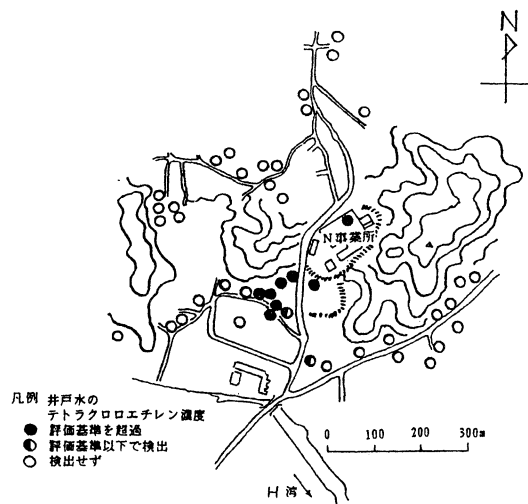 N
N事業所
凡例 井戸水の
テトラクロロエチレン濃度
評価基準を超過
評価基準以下で検出
検出せず
0 100 200 300m
H湾